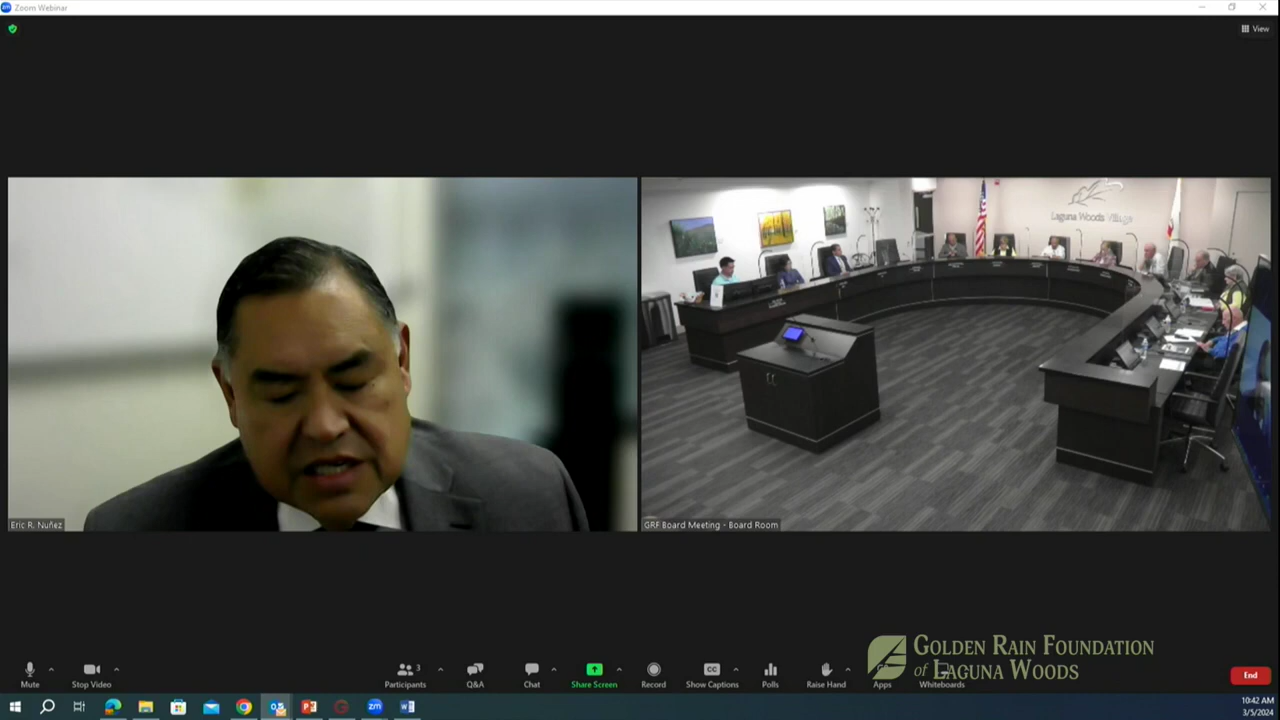 Zoom Webinar
View
Laguna Woods Village
Eric R. Nuñez
GRF Board Meeting - Board Room
GOLDEN RAIN FOUNDATION
of LAGUNA WOODS
Mute
Stop Video
Participants
3
Q&A
Chat
Share Screen
Record
CC
Show Captions
Polls
Raise Hand
Apps
Whiteboards
End
zm
10:42 AM
3/5/2024